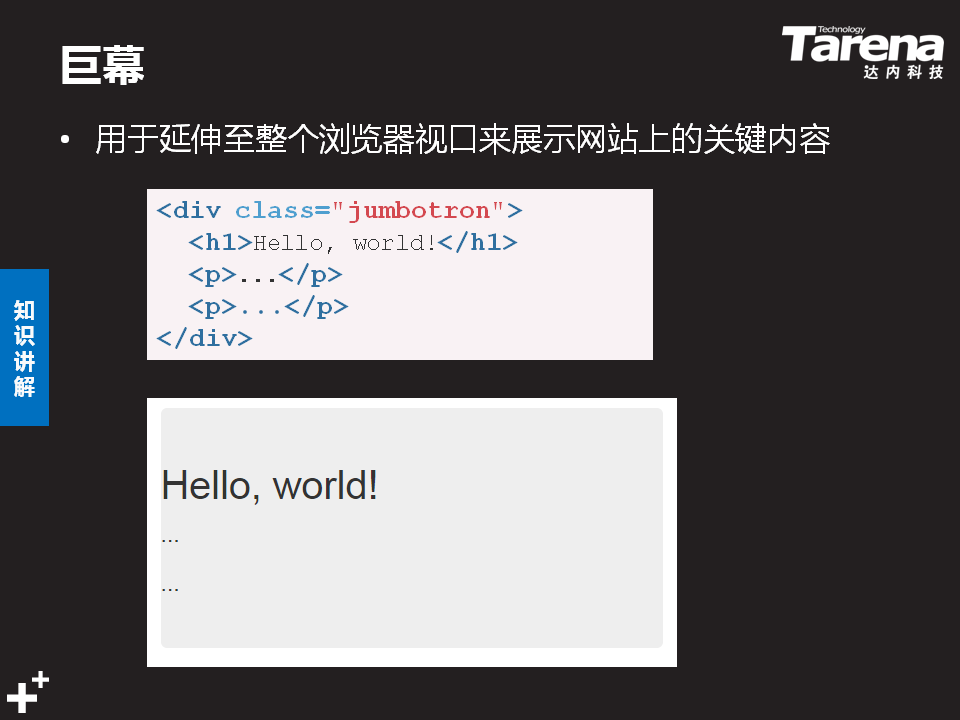 巨幕
Technology
Tarena
达内科技
• 用于延伸至整个浏览器视口来展示网站上的关键内容
<div class="jumbotron">
<h1>Hello, world!</h1>
<p>...</p>
<p>...</p>
</div>
知识讲解
Hello, world!
...
...